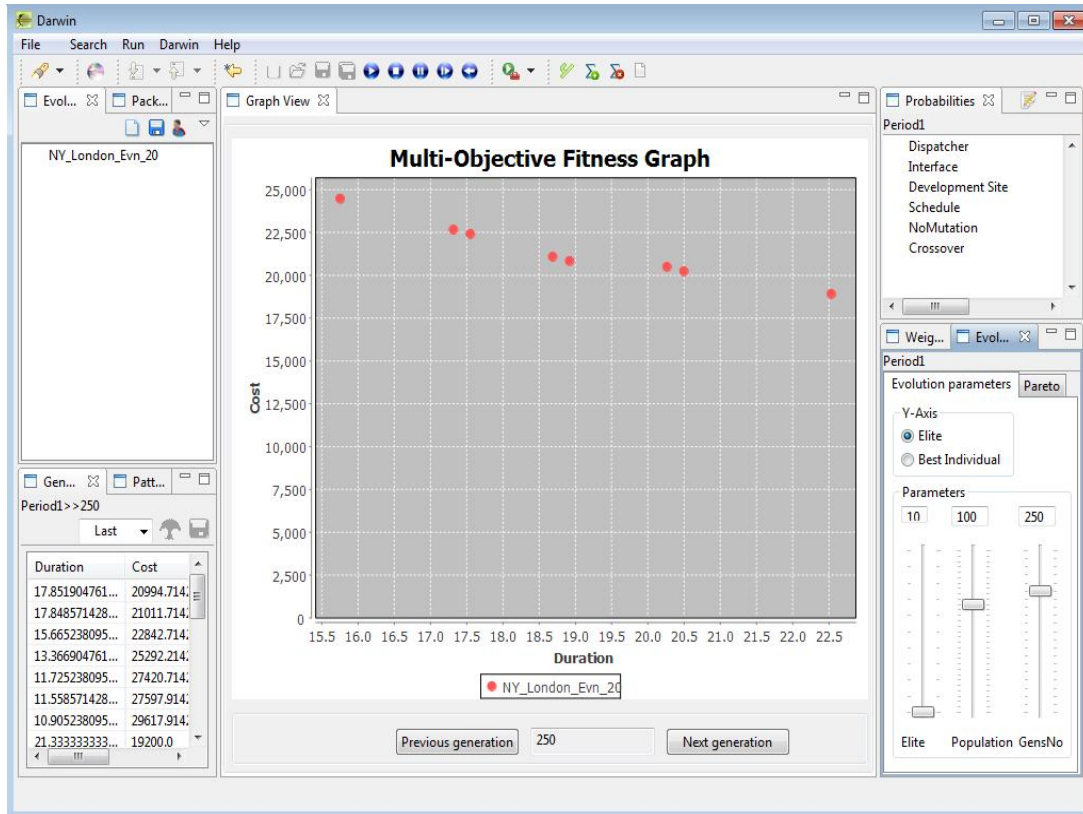 Darwin
File Search Run Darwin Help
Evol... Pack...
NY_London_Evn_20
Graph View
Multi-Objective Fitness Graph
25,000
22,500
20,000
17,500
15,000
12,500
10,000
7,500
5,000
2,500
0
Cost
15.5 16.0 16.5 17.0 17.5 18.0 18.5 19.0 19.5 20.0 20.5 21.0 21.5 22.0 22.5
Duration
NY_London_Evn_20
Previous generation 250 Next generation
Gen... Patt...
Period1>>250
Last
Duration Cost
17.851904761... 20994.714
17.848571428... 21011.714
15.665238095... 22842.714
13.366904761... 25292.214
11.725238095... 27420.714
11.558571428... 27597.914
10.905238095... 29617.914
21.333333333... 19200.0
Probabilities
Period1
Dispatcher
Interface
Development Site
Schedule
NoMutation
Crossover
Weig... Evol...
Period1
Evolution parameters Pareto
Y-Axis
Elite
Best Individual
Parameters
10 100 250
Elite Population GensNo